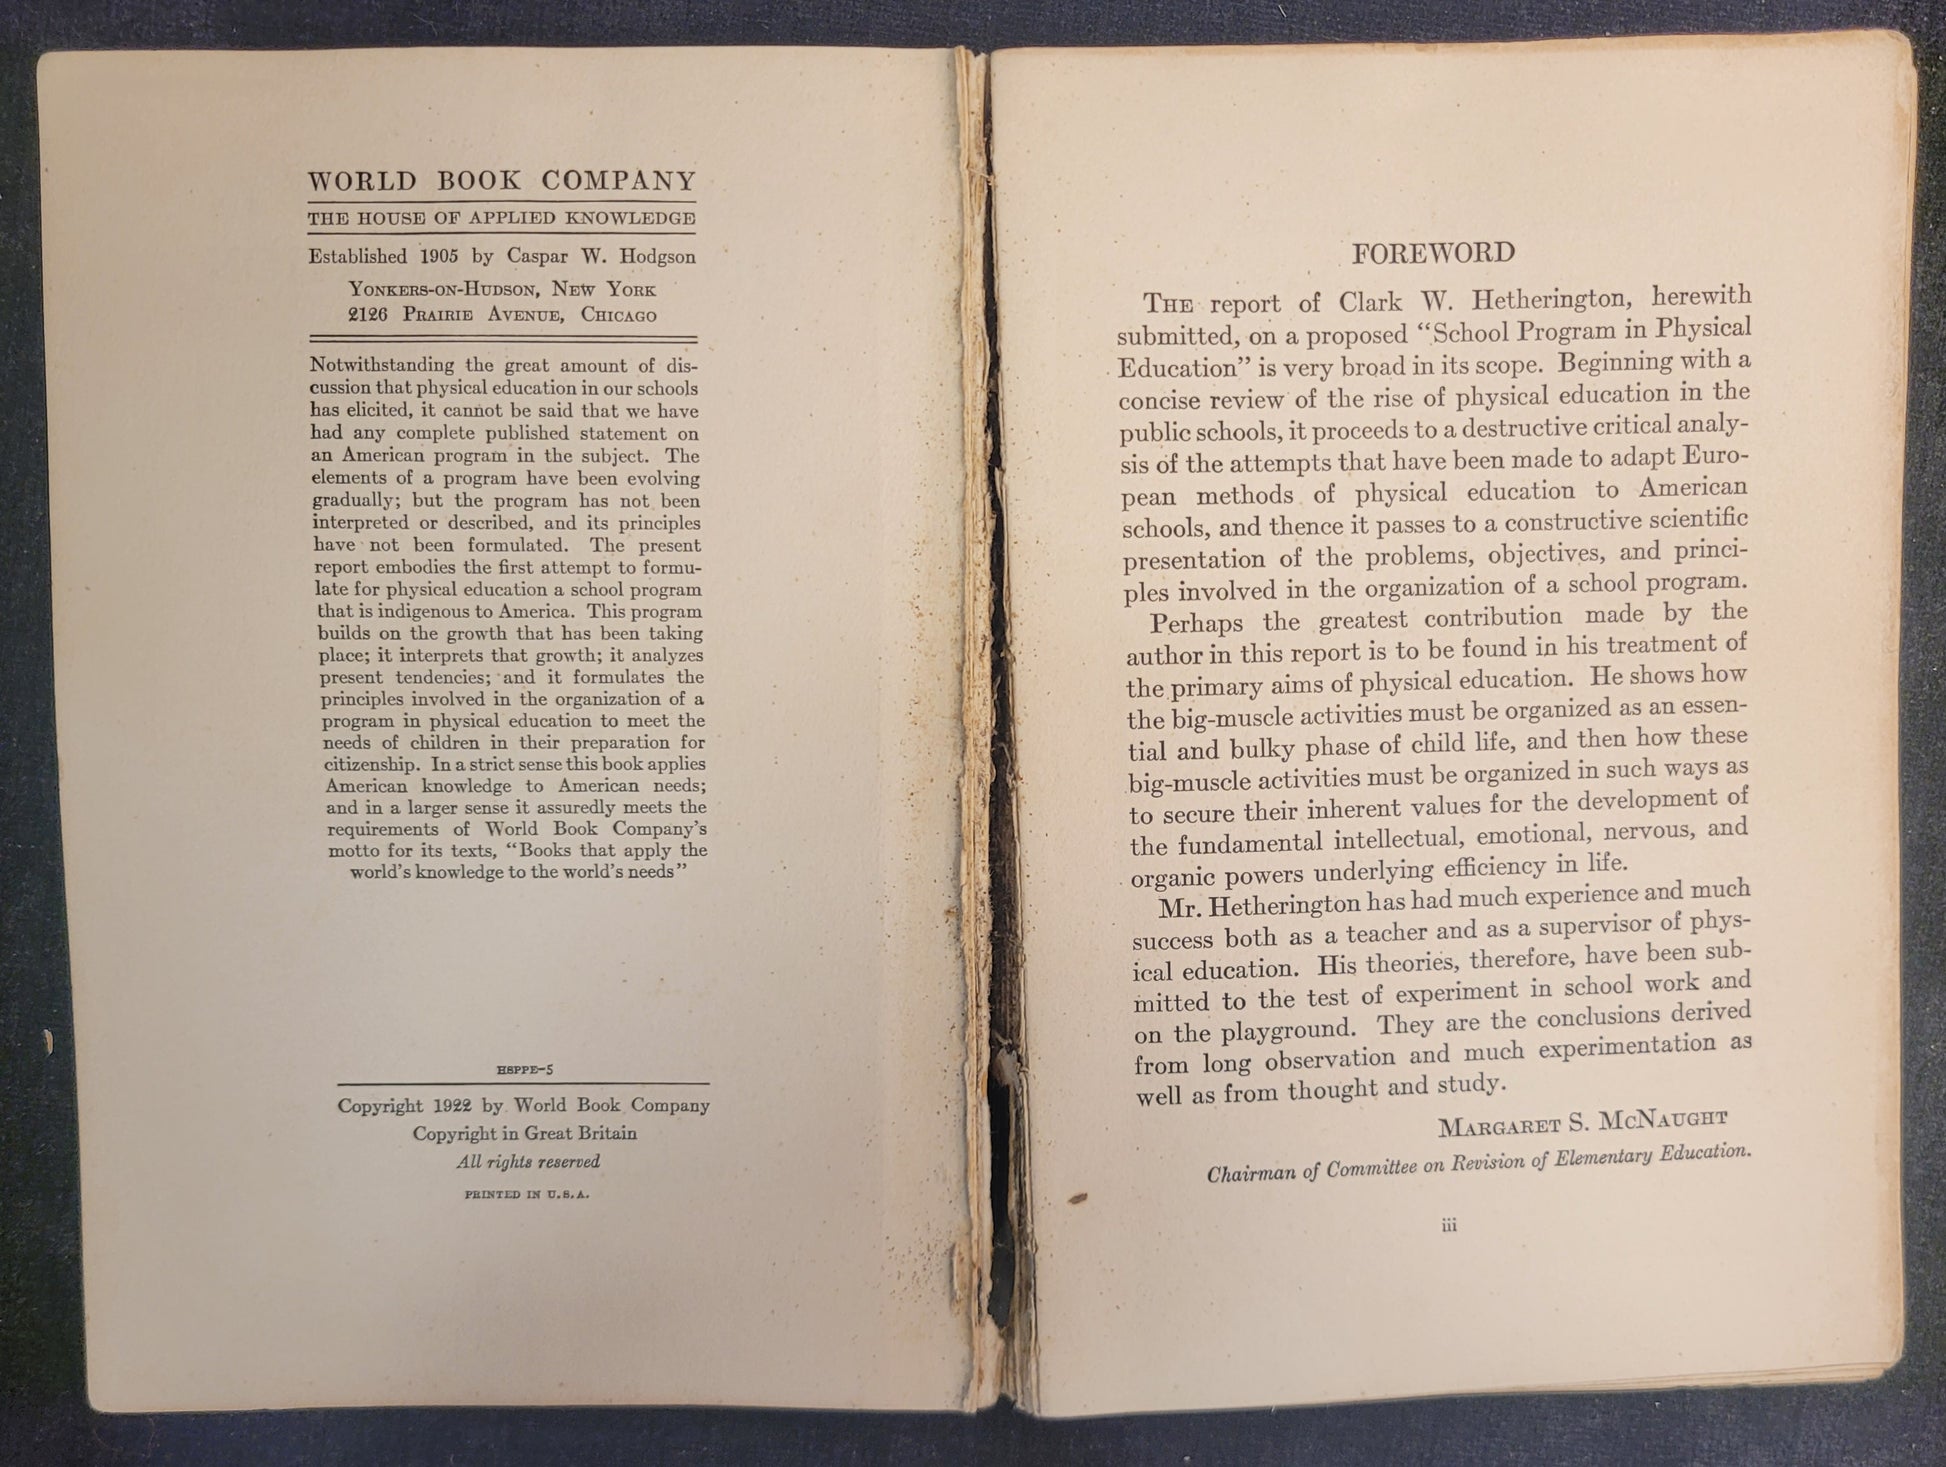 WORLD BOOK COMPANY
THE HOUSE OF APPLIED KNOWLEDGE
Established 1905 by Caspar W. Hodgson
YONKERS-ON-HUDSON, NEW YORK
2126 PRAIRIE AVENUE, CHICAGO
Notwithstanding the great amount of dis-
cussion that physical education in our schools
has elicited, it cannot be said that we have
had any complete published statement on
an American program in the subject. The
elements of a program have been evolving
gradually; but the program has not been
interpreted or described, and its principles
have not been formulated. The present
report embodies the first attempt to formu-
late for physical education a school program
that is indigenous to America. This program
builds on the growth that has been taking
place; it interprets that growth; it analyzes
present tendencies; and it formulates the
principles involved in the organization of a
program in physical education to meet the
needs of children in their preparation for
citizenship. In a strict sense this book applies
American knowledge to American needs;
and in a larger sense it assuredly meets the
requirements of World Book Company's
motto for its texts, "Books that apply the
world's knowledge to the world's needs"
HSPPE-5
Copyright 1922 by World Book Company
Copyright in Great Britain
All rights reserved
PRINTED IN U.S.A.
FOREWORD
THE report of Clark W. Hetherington, herewith
submitted, on a proposed "School Program in Physical
Education" is very broad in its scope. Beginning with a
concise review of the rise of physical education in the
public schools, it proceeds to a destructive critical analy-
sis of the attempts that have been made to adapt Euro-
pean methods of physical education to American
schools, and thence it passes to a constructive scientific
presentation of the problems, objectives, and princi-
ples involved in the organization of a school program.
Perhaps the greatest contribution made by the
author in this report is to be found in his treatment of
the primary aims of physical education. He shows how
the big-muscle activities must be organized as an essen-
tial and bulky phase of child life, and then how these
big-muscle activities must be organized in such ways as
to secure their inherent values for the development of
the fundamental intellectual, emotional, nervous, and
organic powers underlying efficiency in life.
Mr. Hetherington has had much experience and much
success both as a teacher and as a supervisor of phys-
ical education. His theories, therefore, have been sub-
mitted to the test of experiment in school work and
on the playground. They are the conclusions derived
from long observation and much experimentation as
well as from thought and study.
MARGARET S. MCNAUGHT
Chairman of Committee on Revision of Elementary Education.
iii